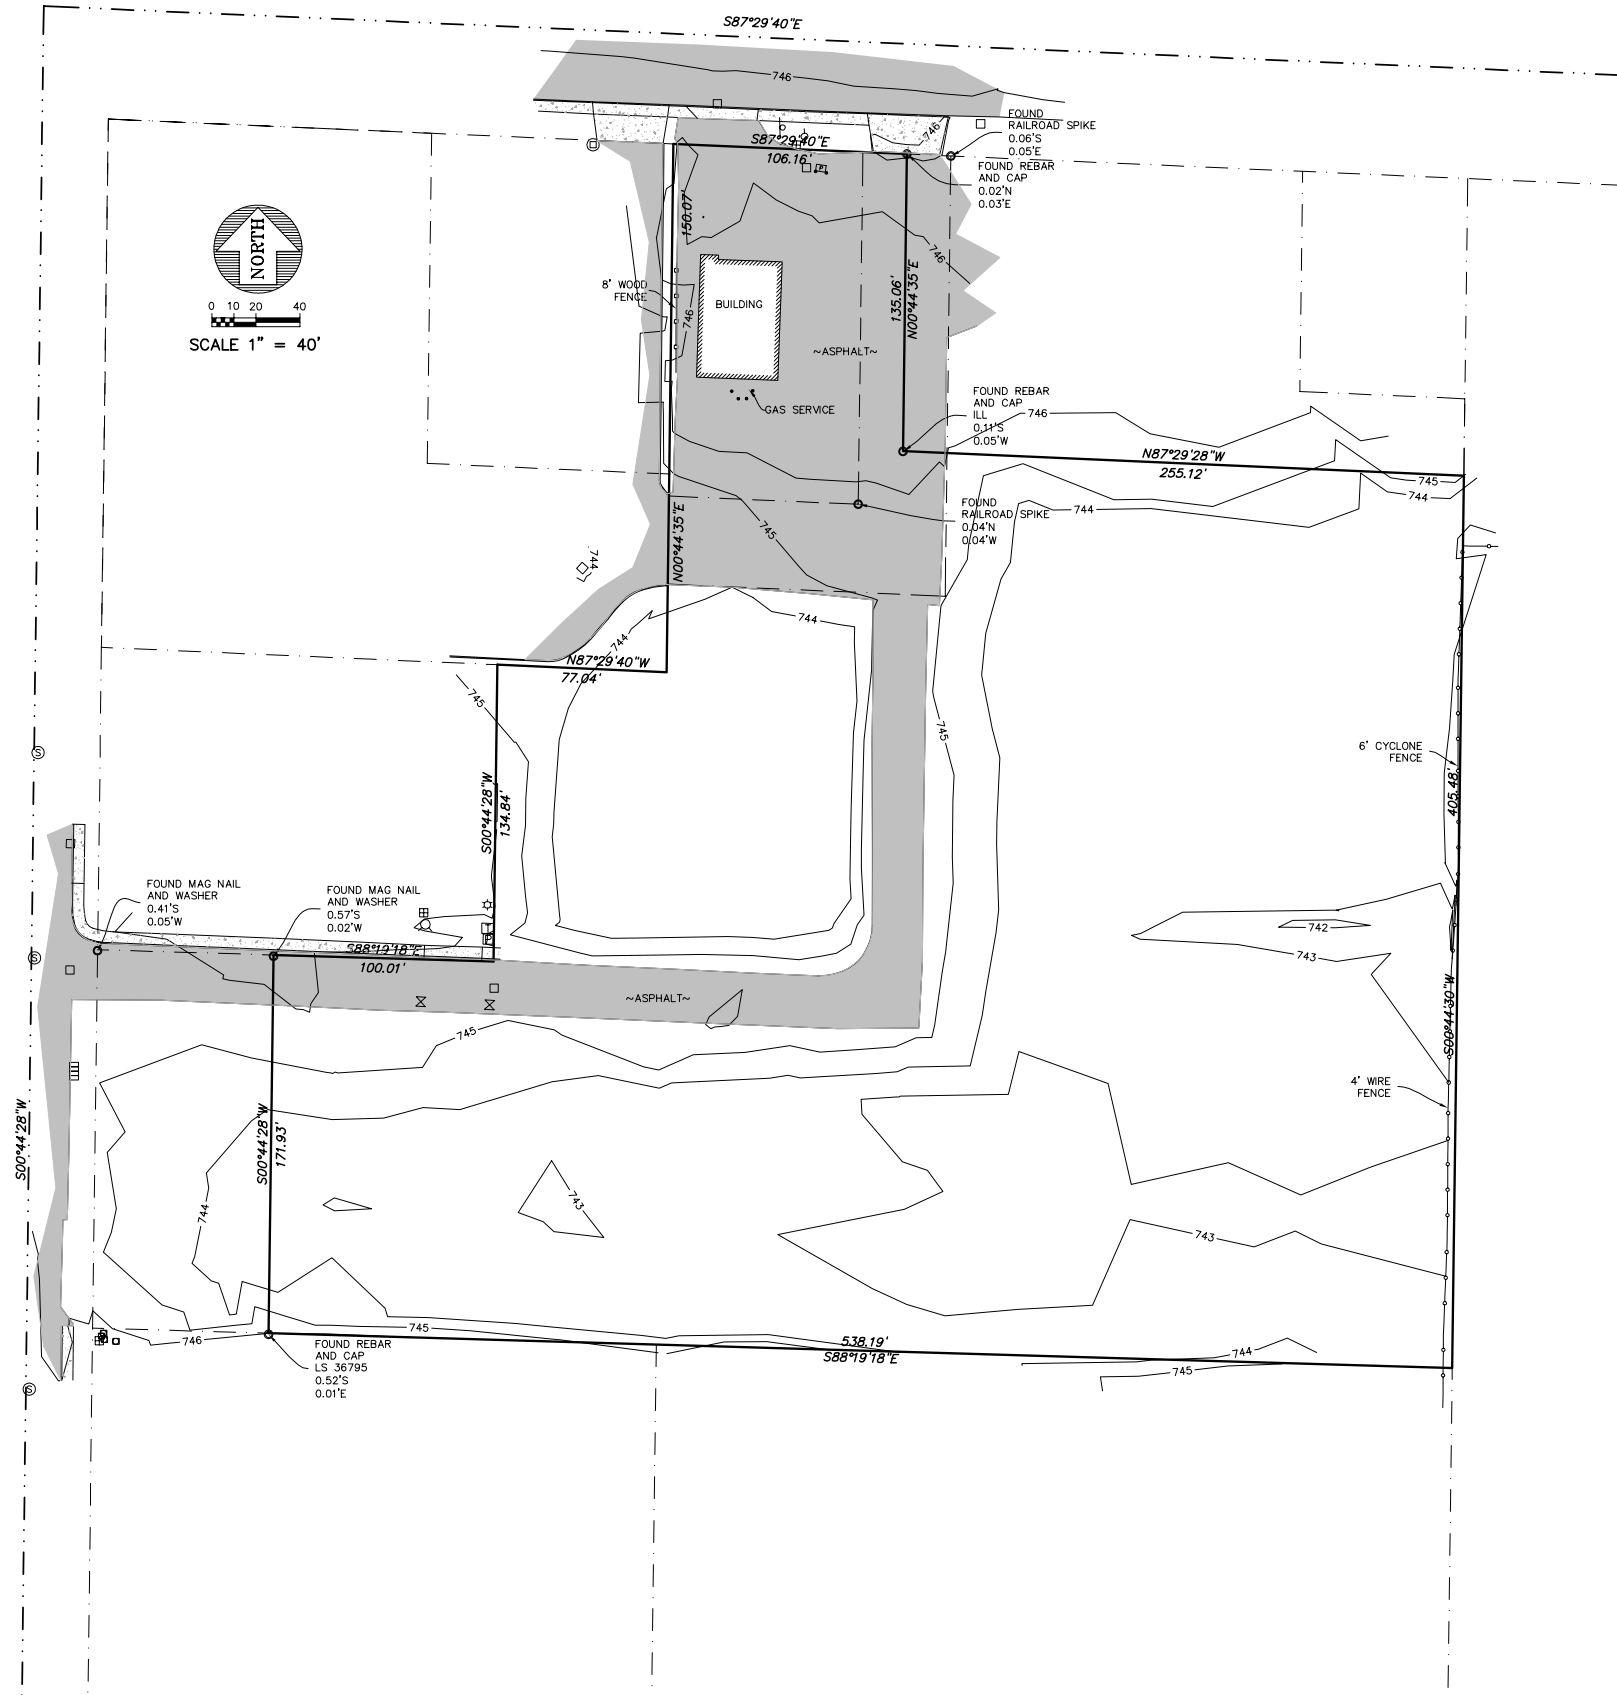 S87°29'40"E
746
FOUND
RAILROAD SPIKE
0.06'S
0.05'E
746
S87°29'40"E
106.16'
FOUND REBAR
AND CAP
0.02'N
0.03'E
150.07'
NORTH
746
0 10 20 40
SCALE 1" = 40'
8' WOOD
FENCE
746
BUILDING
135.06'
N00°44'35"E
~ASPHALT~
GAS SERVICE
FOUND REBAR
AND CAP
ILL
0.11'S
0.05'W
746
N87°29'28"W
255.12'
745
744
FOUND
RAILROAD SPIKE
0.04'N
0.04'W
744
745
N00°44'35"E
744
744
744
N87°29'40"W
77.04'
745
745
6' CYCLONE
FENCE
405.48'
S00°44'28"W
134.84'
FOUND MAG NAIL
AND WASHER
0.41'S
0.05'W
FOUND MAG NAIL
AND WASHER
0.57'S
0.02'W
P
742
743
S88°19'18"E
100.01'
~ASPHALT~
S00°44'30"W
745
4' WIRE
FENCE
S00°44'28"W
S00°44'28"W
171.93'
744
743
743
746
745
538.19'
S88°19'18"E
744
745
FOUND REBAR
AND CAP
LS 36795
0.52'S
0.01'E
S
S
S